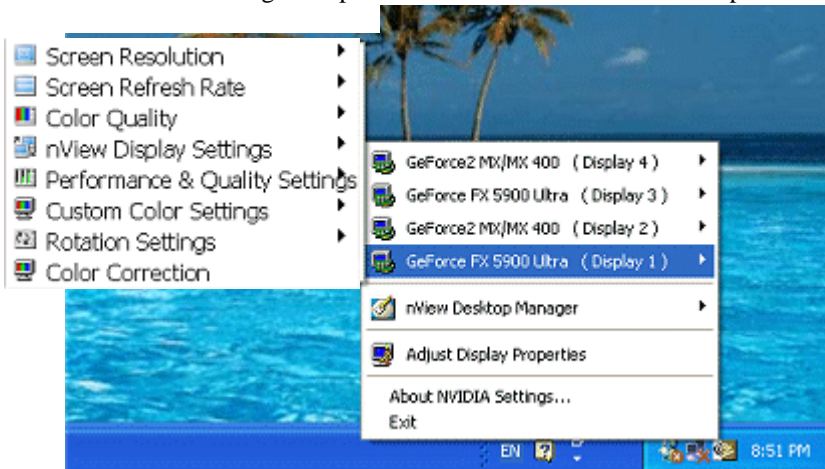 Screen Resolution
Screen Refresh Rate
Color Quality
nView Display Settings
Performance & Quality Settings
Custom Color Settings
Rotation Settings
Color Correction
GeForce2 MX/MX 400 ( Display 4 )
GeForce FX 5900 Ultra ( Display 3 )
GeForce2 MX/MX 400 ( Display 2 )
GeForce FX 5900 Ultra ( Display 1 )
nView Desktop Manager
Adjust Display Properties
About NVIDIA Settings...
Exit
EN
8:51 PM